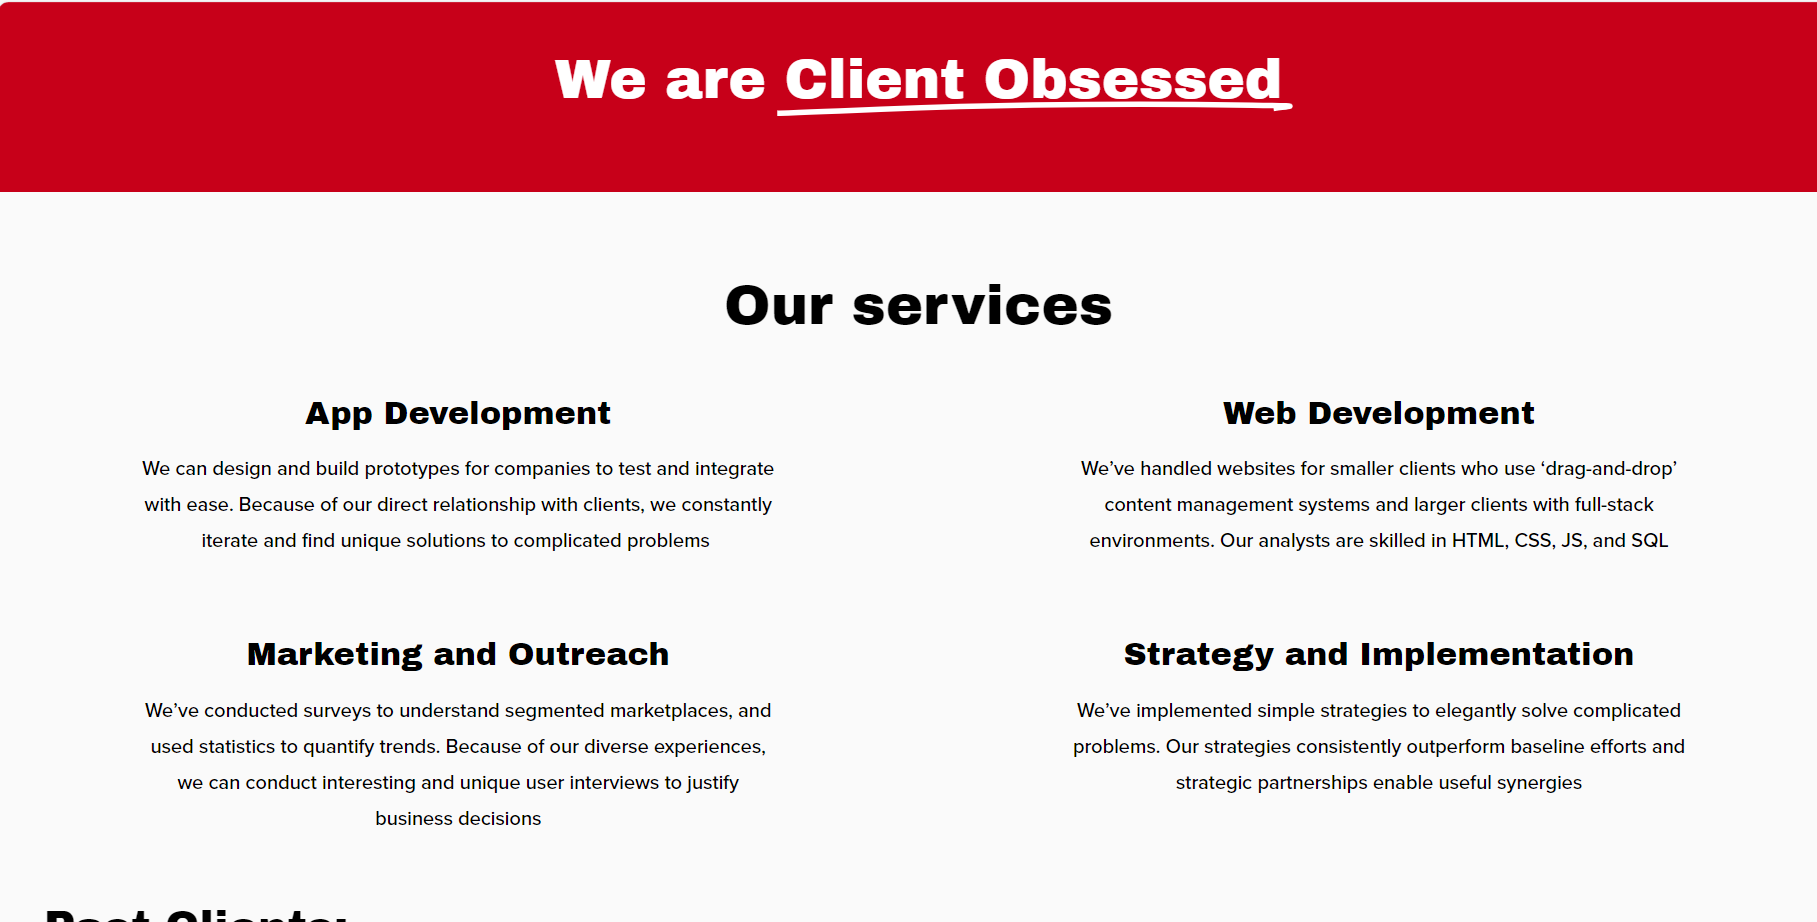 We are Client Obsessed
Our services
App Development
We can design and build prototypes for companies to test and integrate
with ease. Because of our direct relationship with clients, we constantly
iterate and find unique solutions to complicated problems
Web Development
We’ve handled websites for smaller clients who use ‘drag-and-drop’
content management systems and larger clients with full-stack
environments. Our analysts are skilled in HTML, CSS, JS, and SQL
Marketing and Outreach
We’ve conducted surveys to understand segmented marketplaces, and
used statistics to quantify trends. Because of our diverse experiences,
we can conduct interesting and unique user interviews to justify
business decisions
Strategy and Implementation
We’ve implemented simple strategies to elegantly solve complicated
problems. Our strategies consistently outperform baseline efforts and
strategic partnerships enable useful synergies
Past Clients: